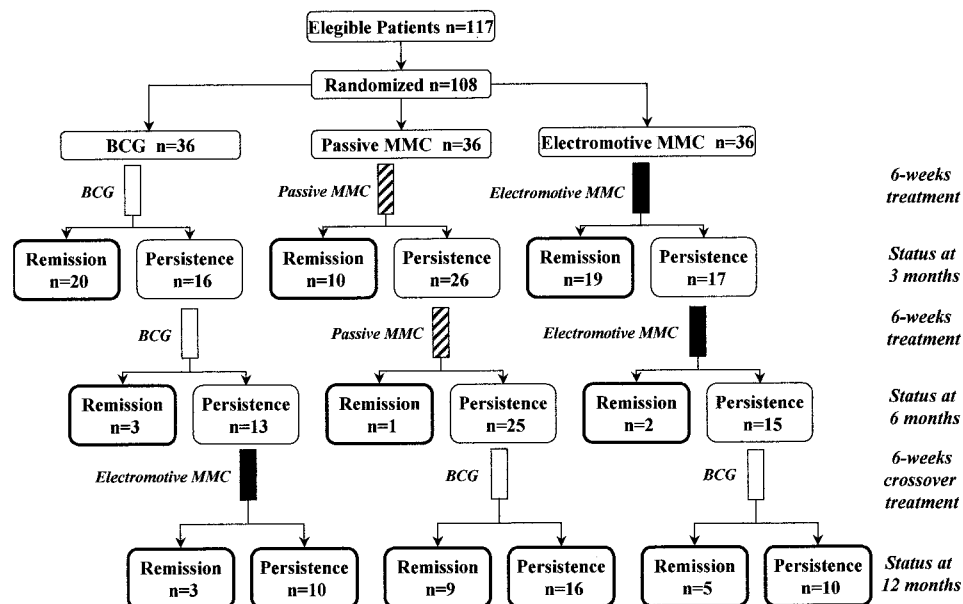 Elegible Patients n=117
Randomized n=108
BCG n=36
Passive MMC n=36
Electromotive MMC n=36
BCG
Passive MMC
Electromotive MMC
6-weeks
treatment
Remission
n=20
Persistence
n=16
Remission
n=10
Persistence
n=26
Remission
n=19
Persistence
n=17
Status at
3 months
BCG
Passive MMC
Electromotive MMC
6-weeks
treatment
Remission
n=3
Persistence
n=13
Remission
n=1
Persistence
n=25
Remission
n=2
Persistence
n=15
Status at
6 months
Electromotive MMC
BCG
BCG
6-weeks
crossover
treatment
Remission
n=3
Persistence
n=10
Remission
n=9
Persistence
n=16
Remission
n=5
Persistence
n=10
Status at
12 months